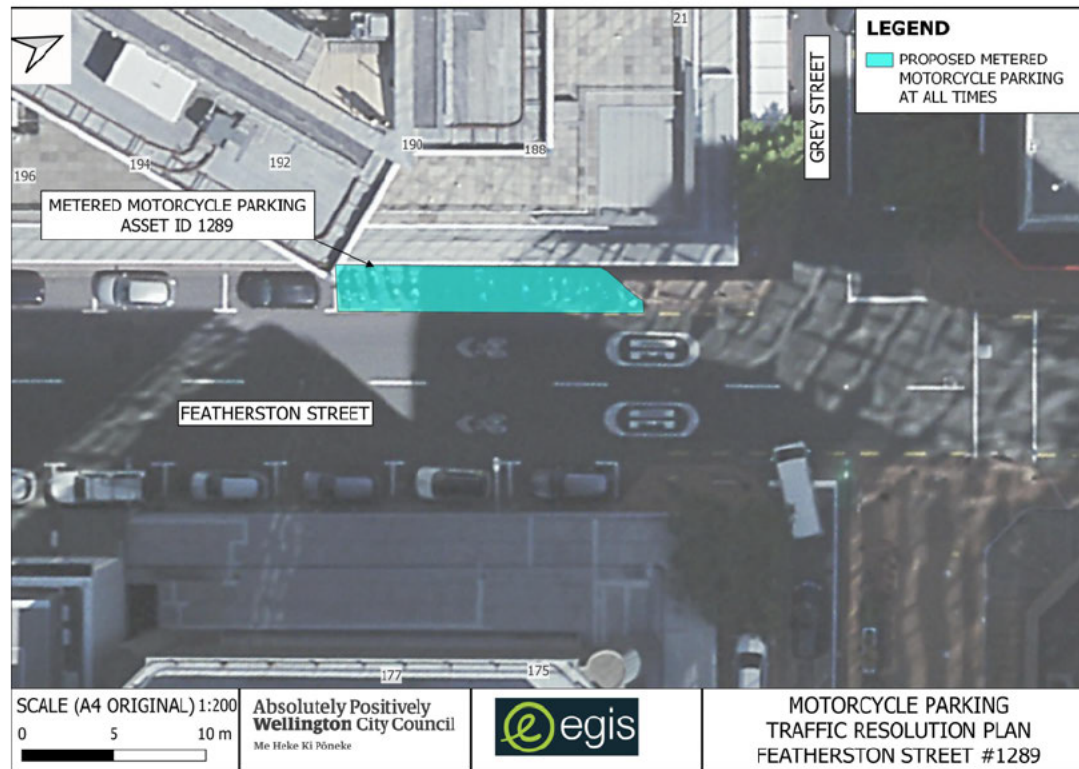 LEGEND
PROPOSED METERED
MOTORCYCLE PARKING
AT ALL TIMES
21
GREY STREET
190
188
194
192
196
METERED MOTORCYCLE PARKING
ASSET ID 1289
FEATHERSTON STREET
177
175
SCALE (A4 ORIGINAL) 1:200
0 5 10 m
Absolutely Positively
Wellington City Council
Me Heke Ki Pōneke
egis
MOTORCYCLE PARKING
TRAFFIC RESOLUTION PLAN
FEATHERSTON STREET #1289